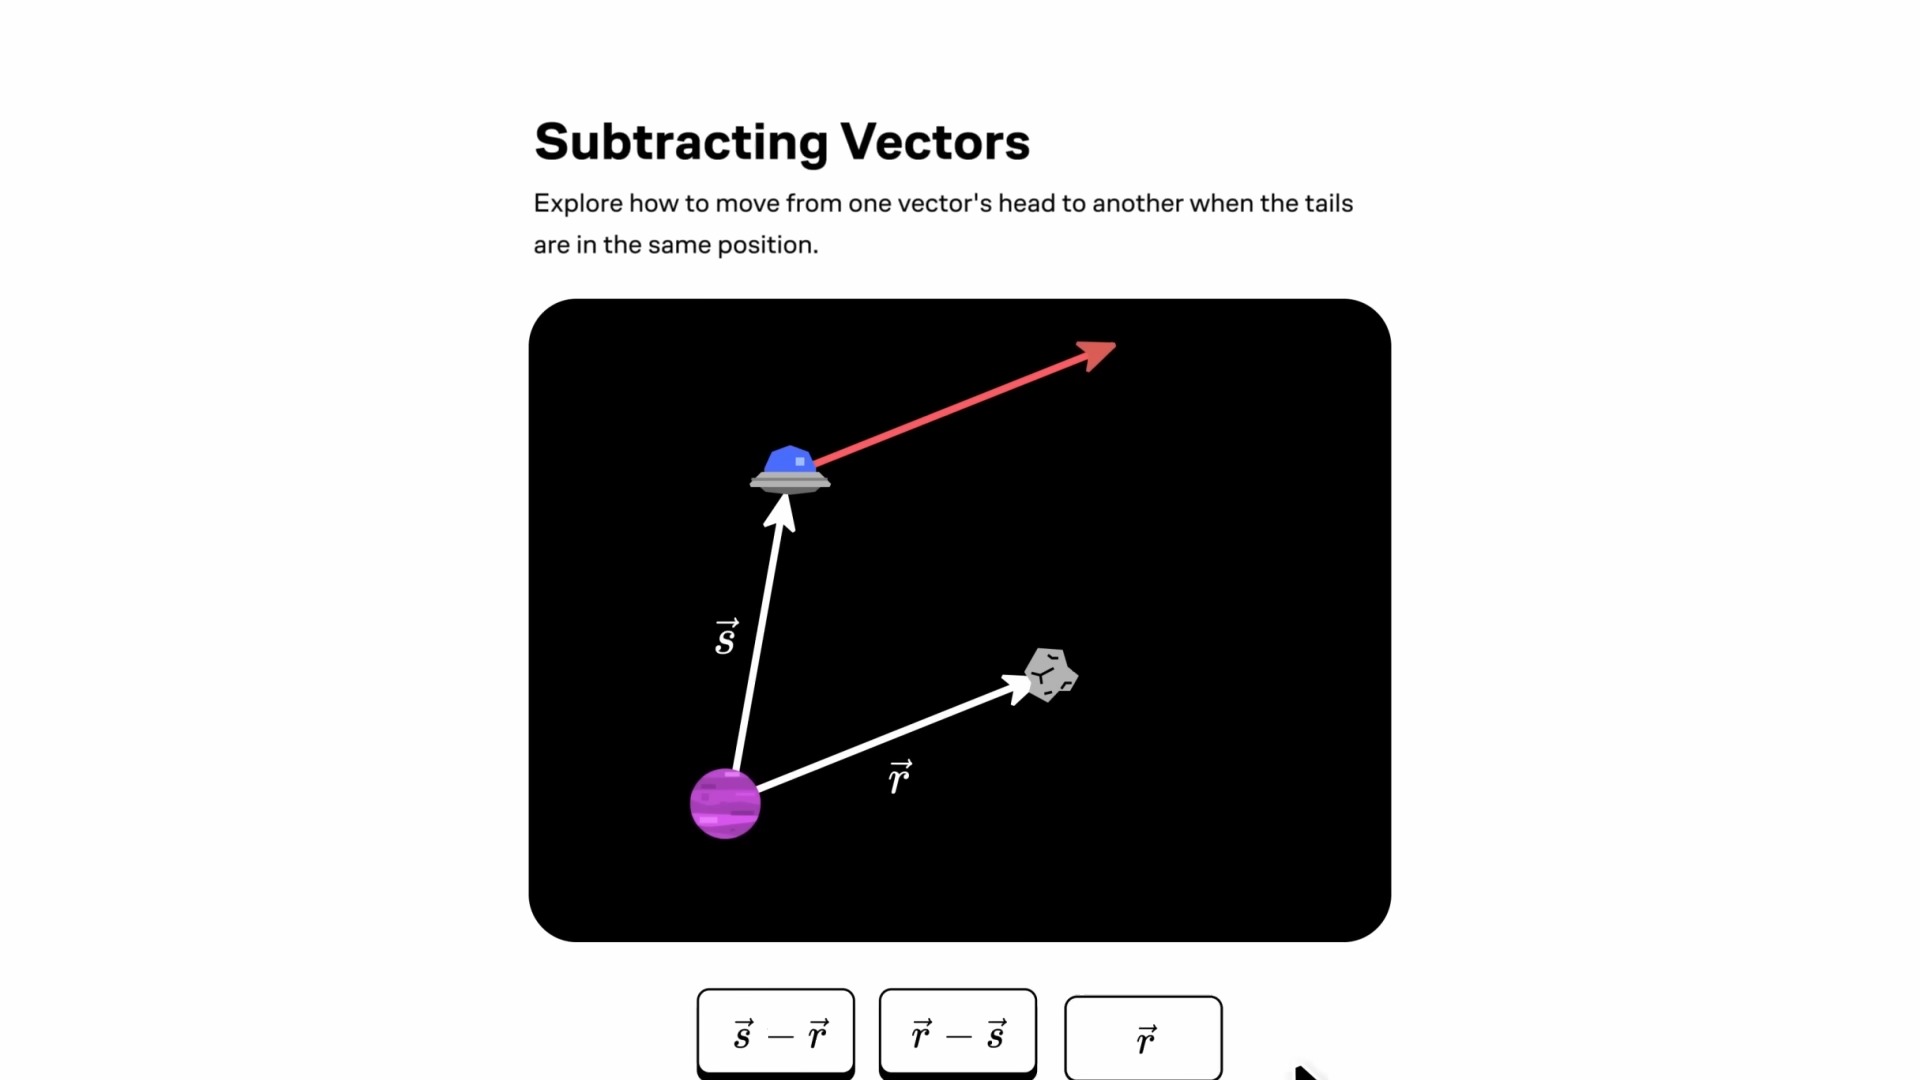 Subtracting Vectors
Explore how to move from one vector's head to another when the tails
are in the same position.
s⃗
r⃗
s⃗ − r⃗
r⃗ − s⃗
r⃗